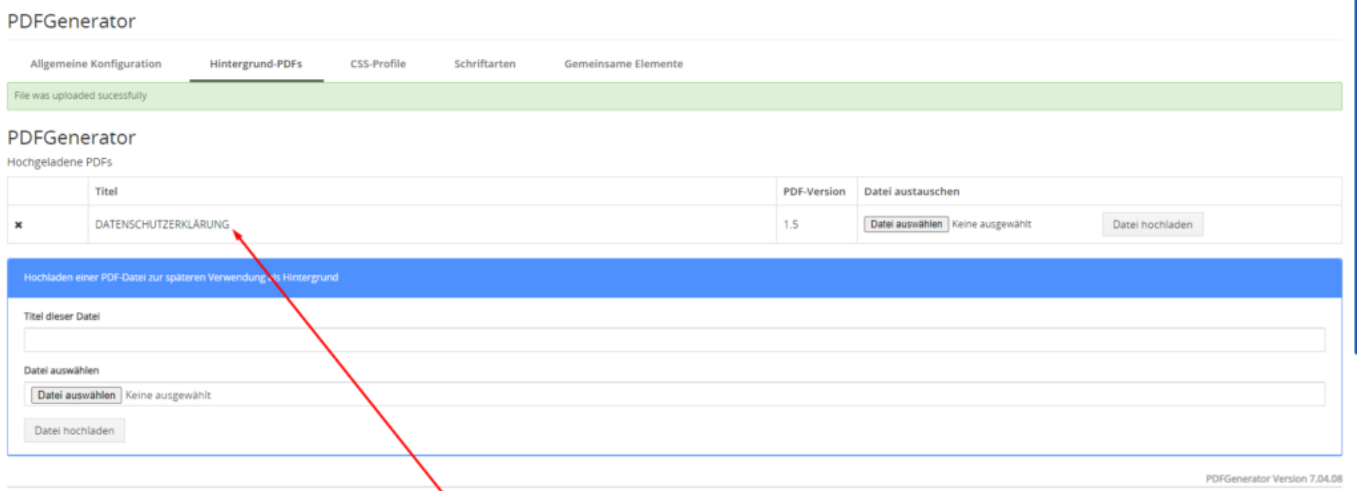 PDFGenerator
Allgemeine Konfiguration Hintergrund-PDFs CSS-Profile Schriftarten Gemeinsame Elemente
File was uploaded sucessfully
PDFGenerator
Hochgeladene PDFs
Titel PDF-Version Datei austauschen
DATENSCHUTZERKLÄRUNG 1.5 Datei auswählen Keine ausgewählt Datei hochladen
Hochladen einer PDF-Datei zur späteren Verwendung als Hintergrund
Titel dieser Datei
Datei auswählen
Datei auswählen Keine ausgewählt
Datei hochladen
PDFGenerator Version 7.04.08